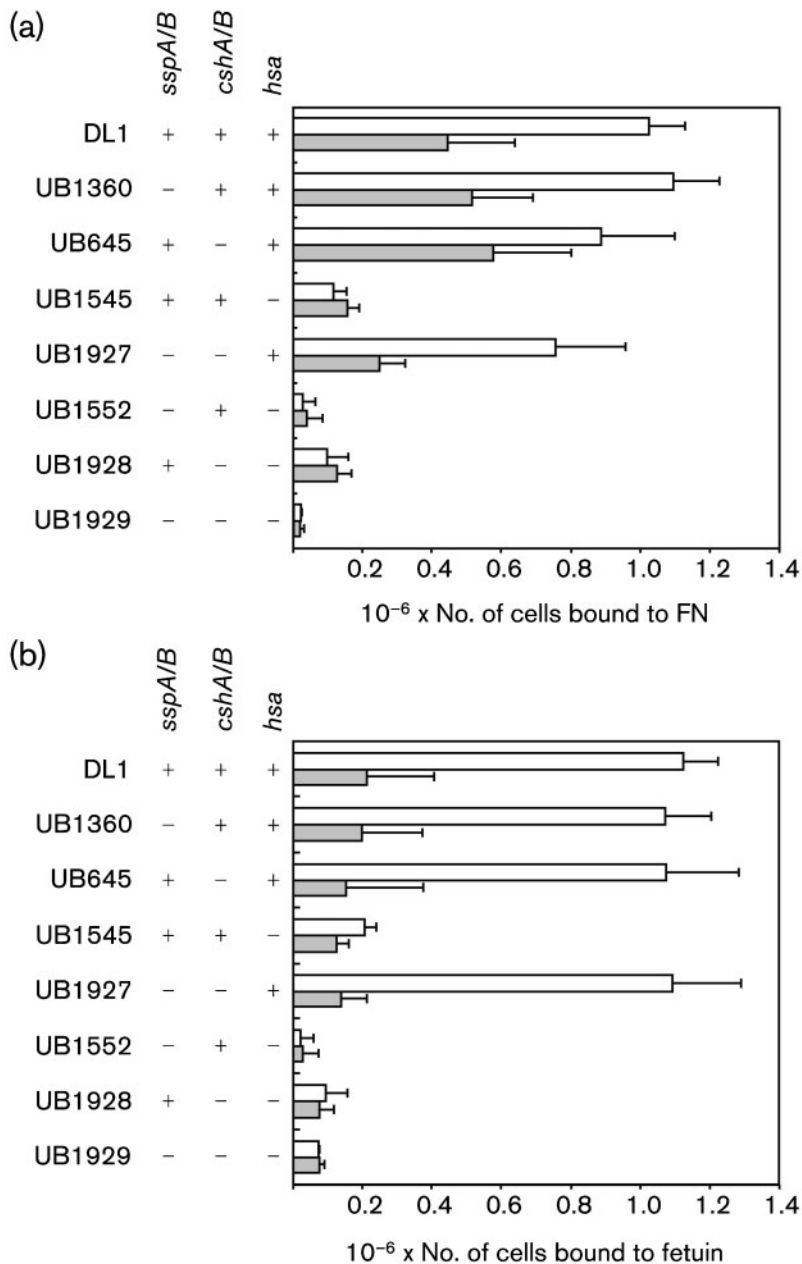 (a)
sspA/B cshA/B hsa
DL1 + + +
UB1360 – + +
UB645 + – +
UB1545 + + –
UB1927 – – +
UB1552 – + –
UB1928 + – –
UB1929 – – –
0.2 0.4 0.6 0.8 1.0 1.2 1.4
10⁻⁶ x No. of cells bound to FN
(b)
sspA/B cshA/B hsa
DL1 + + +
UB1360 – + +
UB645 + – +
UB1545 + + –
UB1927 – – +
UB1552 – + –
UB1928 + – –
UB1929 – – –
0.2 0.4 0.6 0.8 1.0 1.2 1.4
10⁻⁶ x No. of cells bound to fetuin